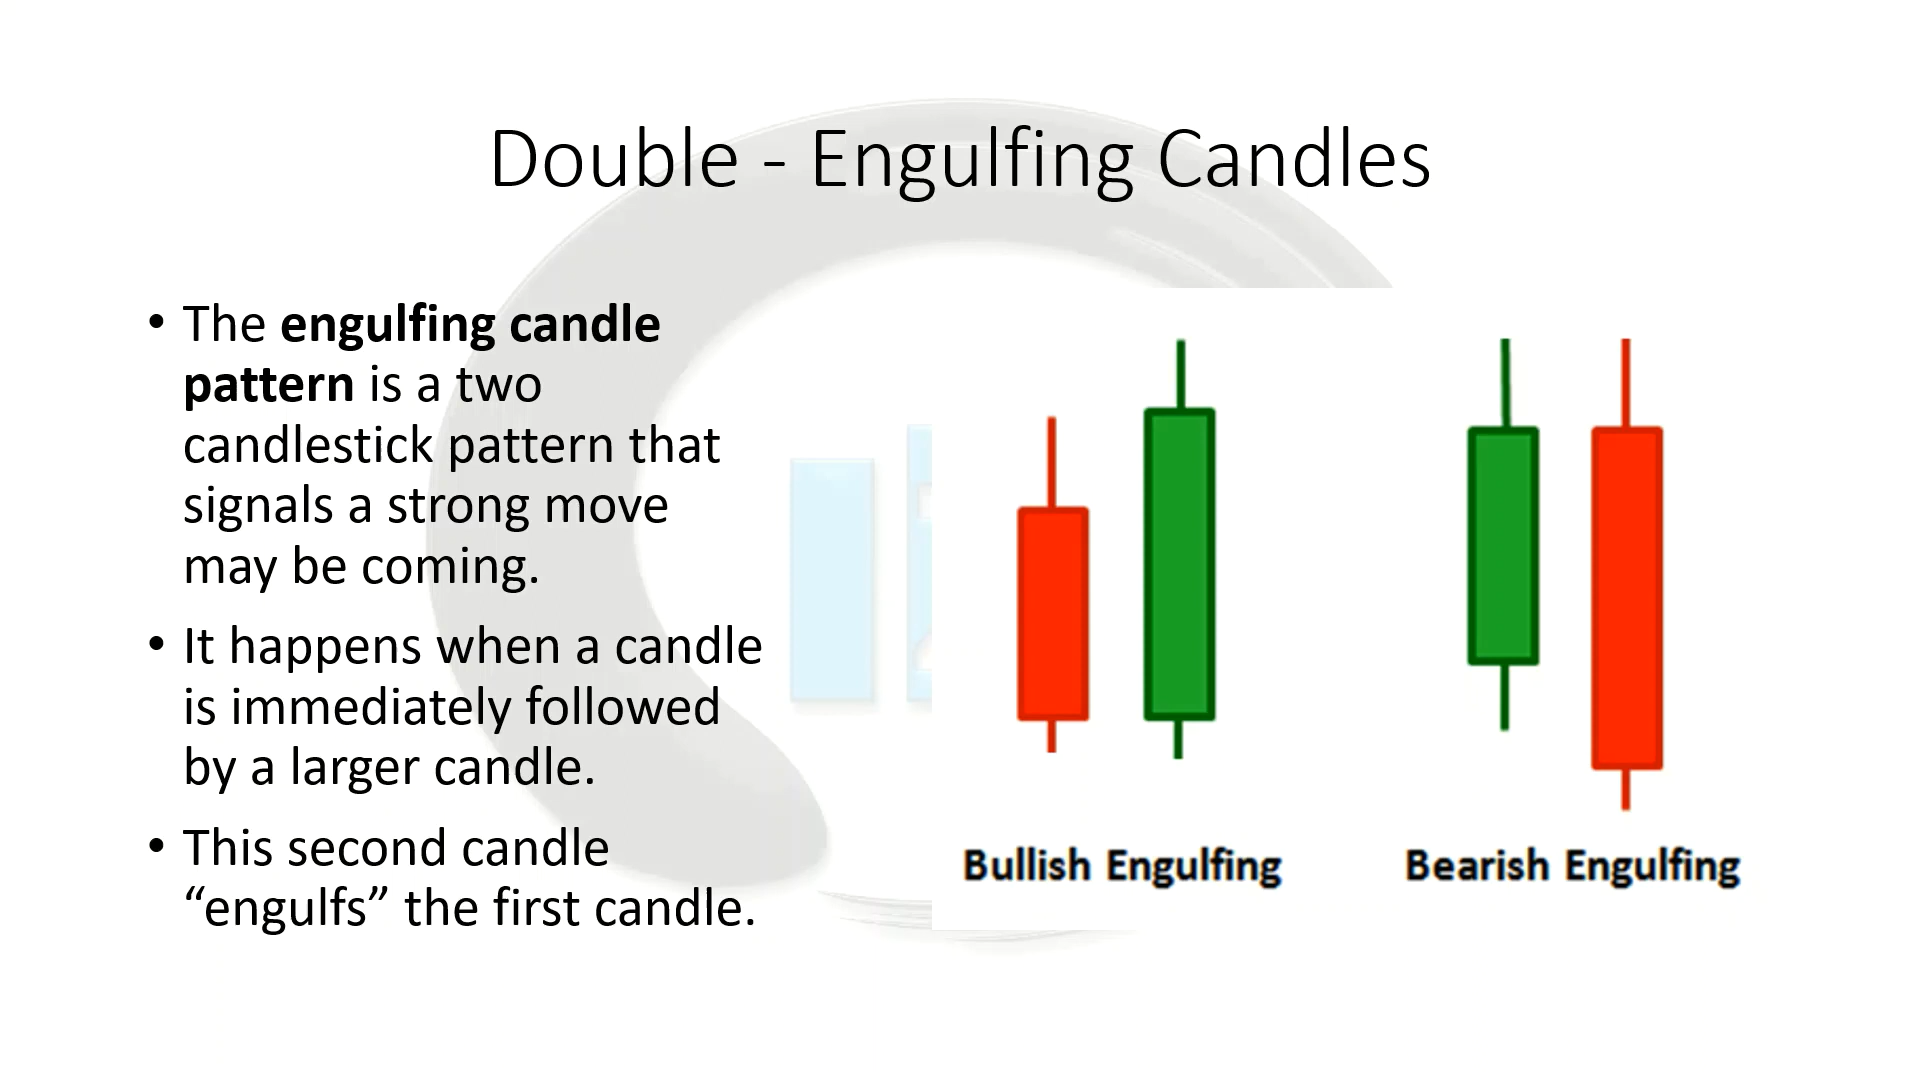 Double - Engulfing Candles
• The engulfing candle
pattern is a two
candlestick pattern that
signals a strong move
may be coming.
• It happens when a candle
is immediately followed
by a larger candle.
• This second candle
“engulfs” the first candle.
Bullish Engulfing
Bearish Engulfing